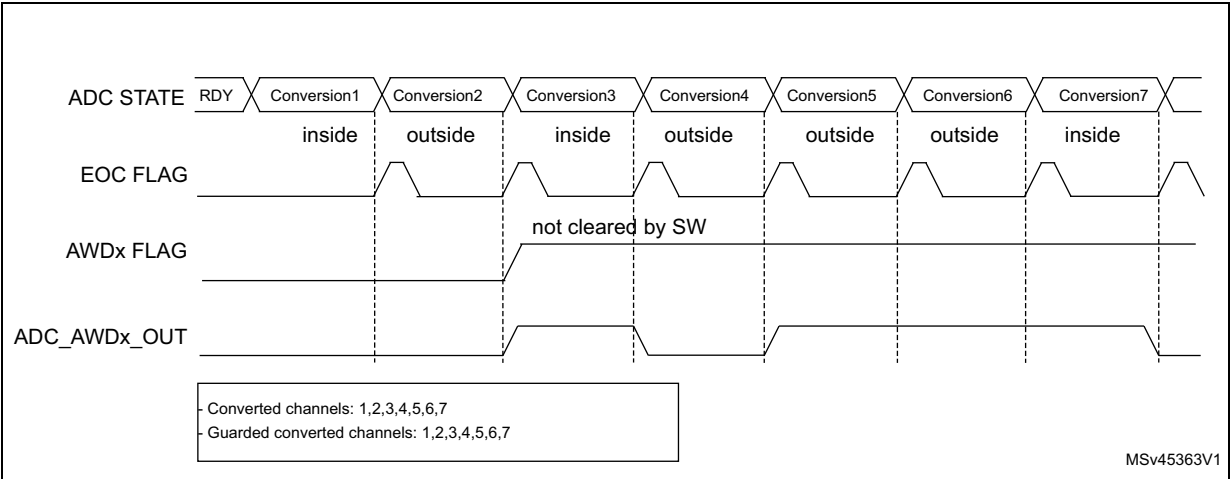 ADC STATE RDY Conversion1 Conversion2 Conversion3 Conversion4 Conversion5 Conversion6 Conversion7
inside outside inside outside outside outside inside
EOC FLAG
not cleared by SW
AWDx FLAG
ADC_AWDx_OUT
- Converted channels: 1,2,3,4,5,6,7
- Guarded converted channels: 1,2,3,4,5,6,7
MSv45363V1